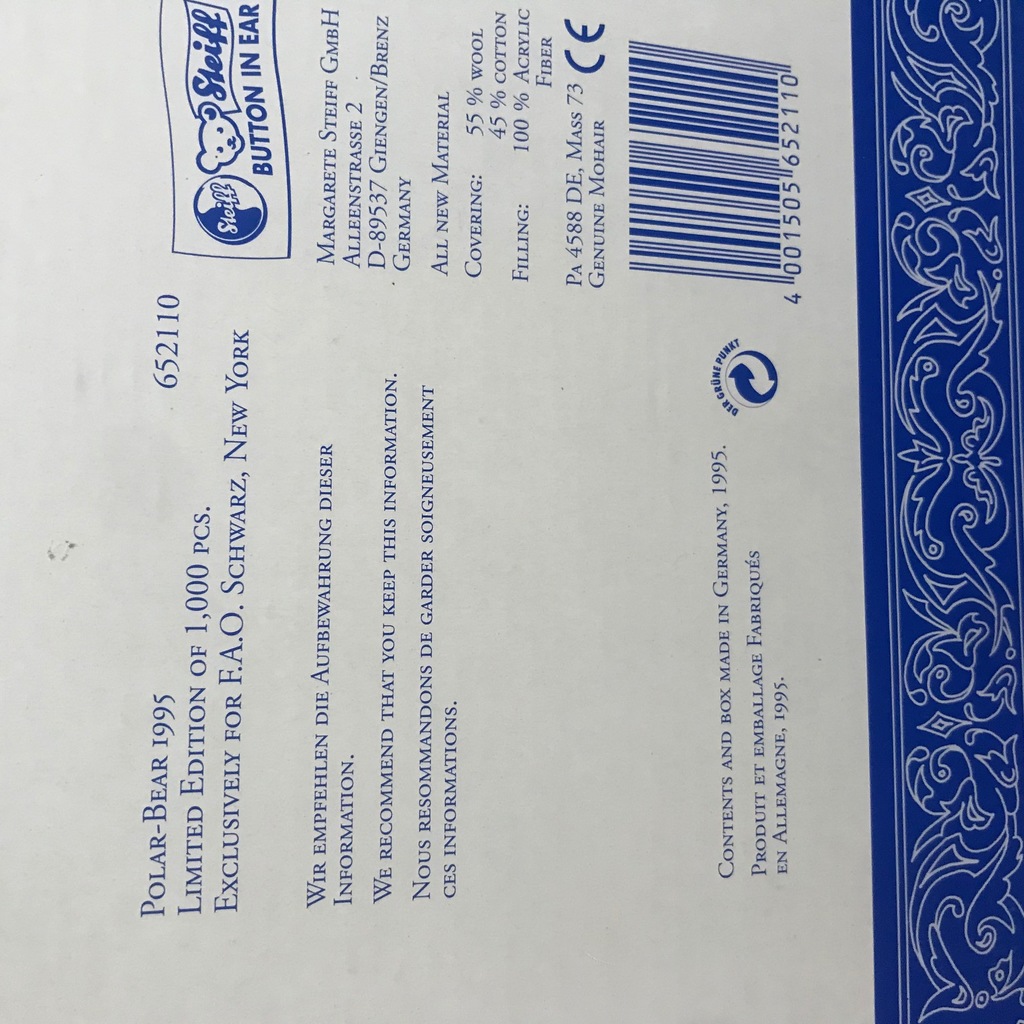 Polar-Bear 1995
652110
Limited Edition of 1,000 pcs.
Exclusively for F.A.O. Schwarz, New York
Wir empfehlen die Aufbewahrung dieser
Information.
We recommend that you keep this information.
Nous resommandons de garder soigneusement
ces informations.
Contents and box made in Germany, 1995.
Produit et emballage Fabriqués
en Allemagne, 1995.
DER GRÜNE PUNKT
Steiff
Steiff
BUTTON IN EAR
Margarete Steiff GmbH
Alleenstrasse 2
D-89537 Giengen/Brenz
Germany
All new Material
Covering: 55 % wool
45 % cotton
Filling: 100 % Acrylic
Fiber
Pa 4588 DE, Mass 73 CE
Genuine Mohair
4 001505 652110